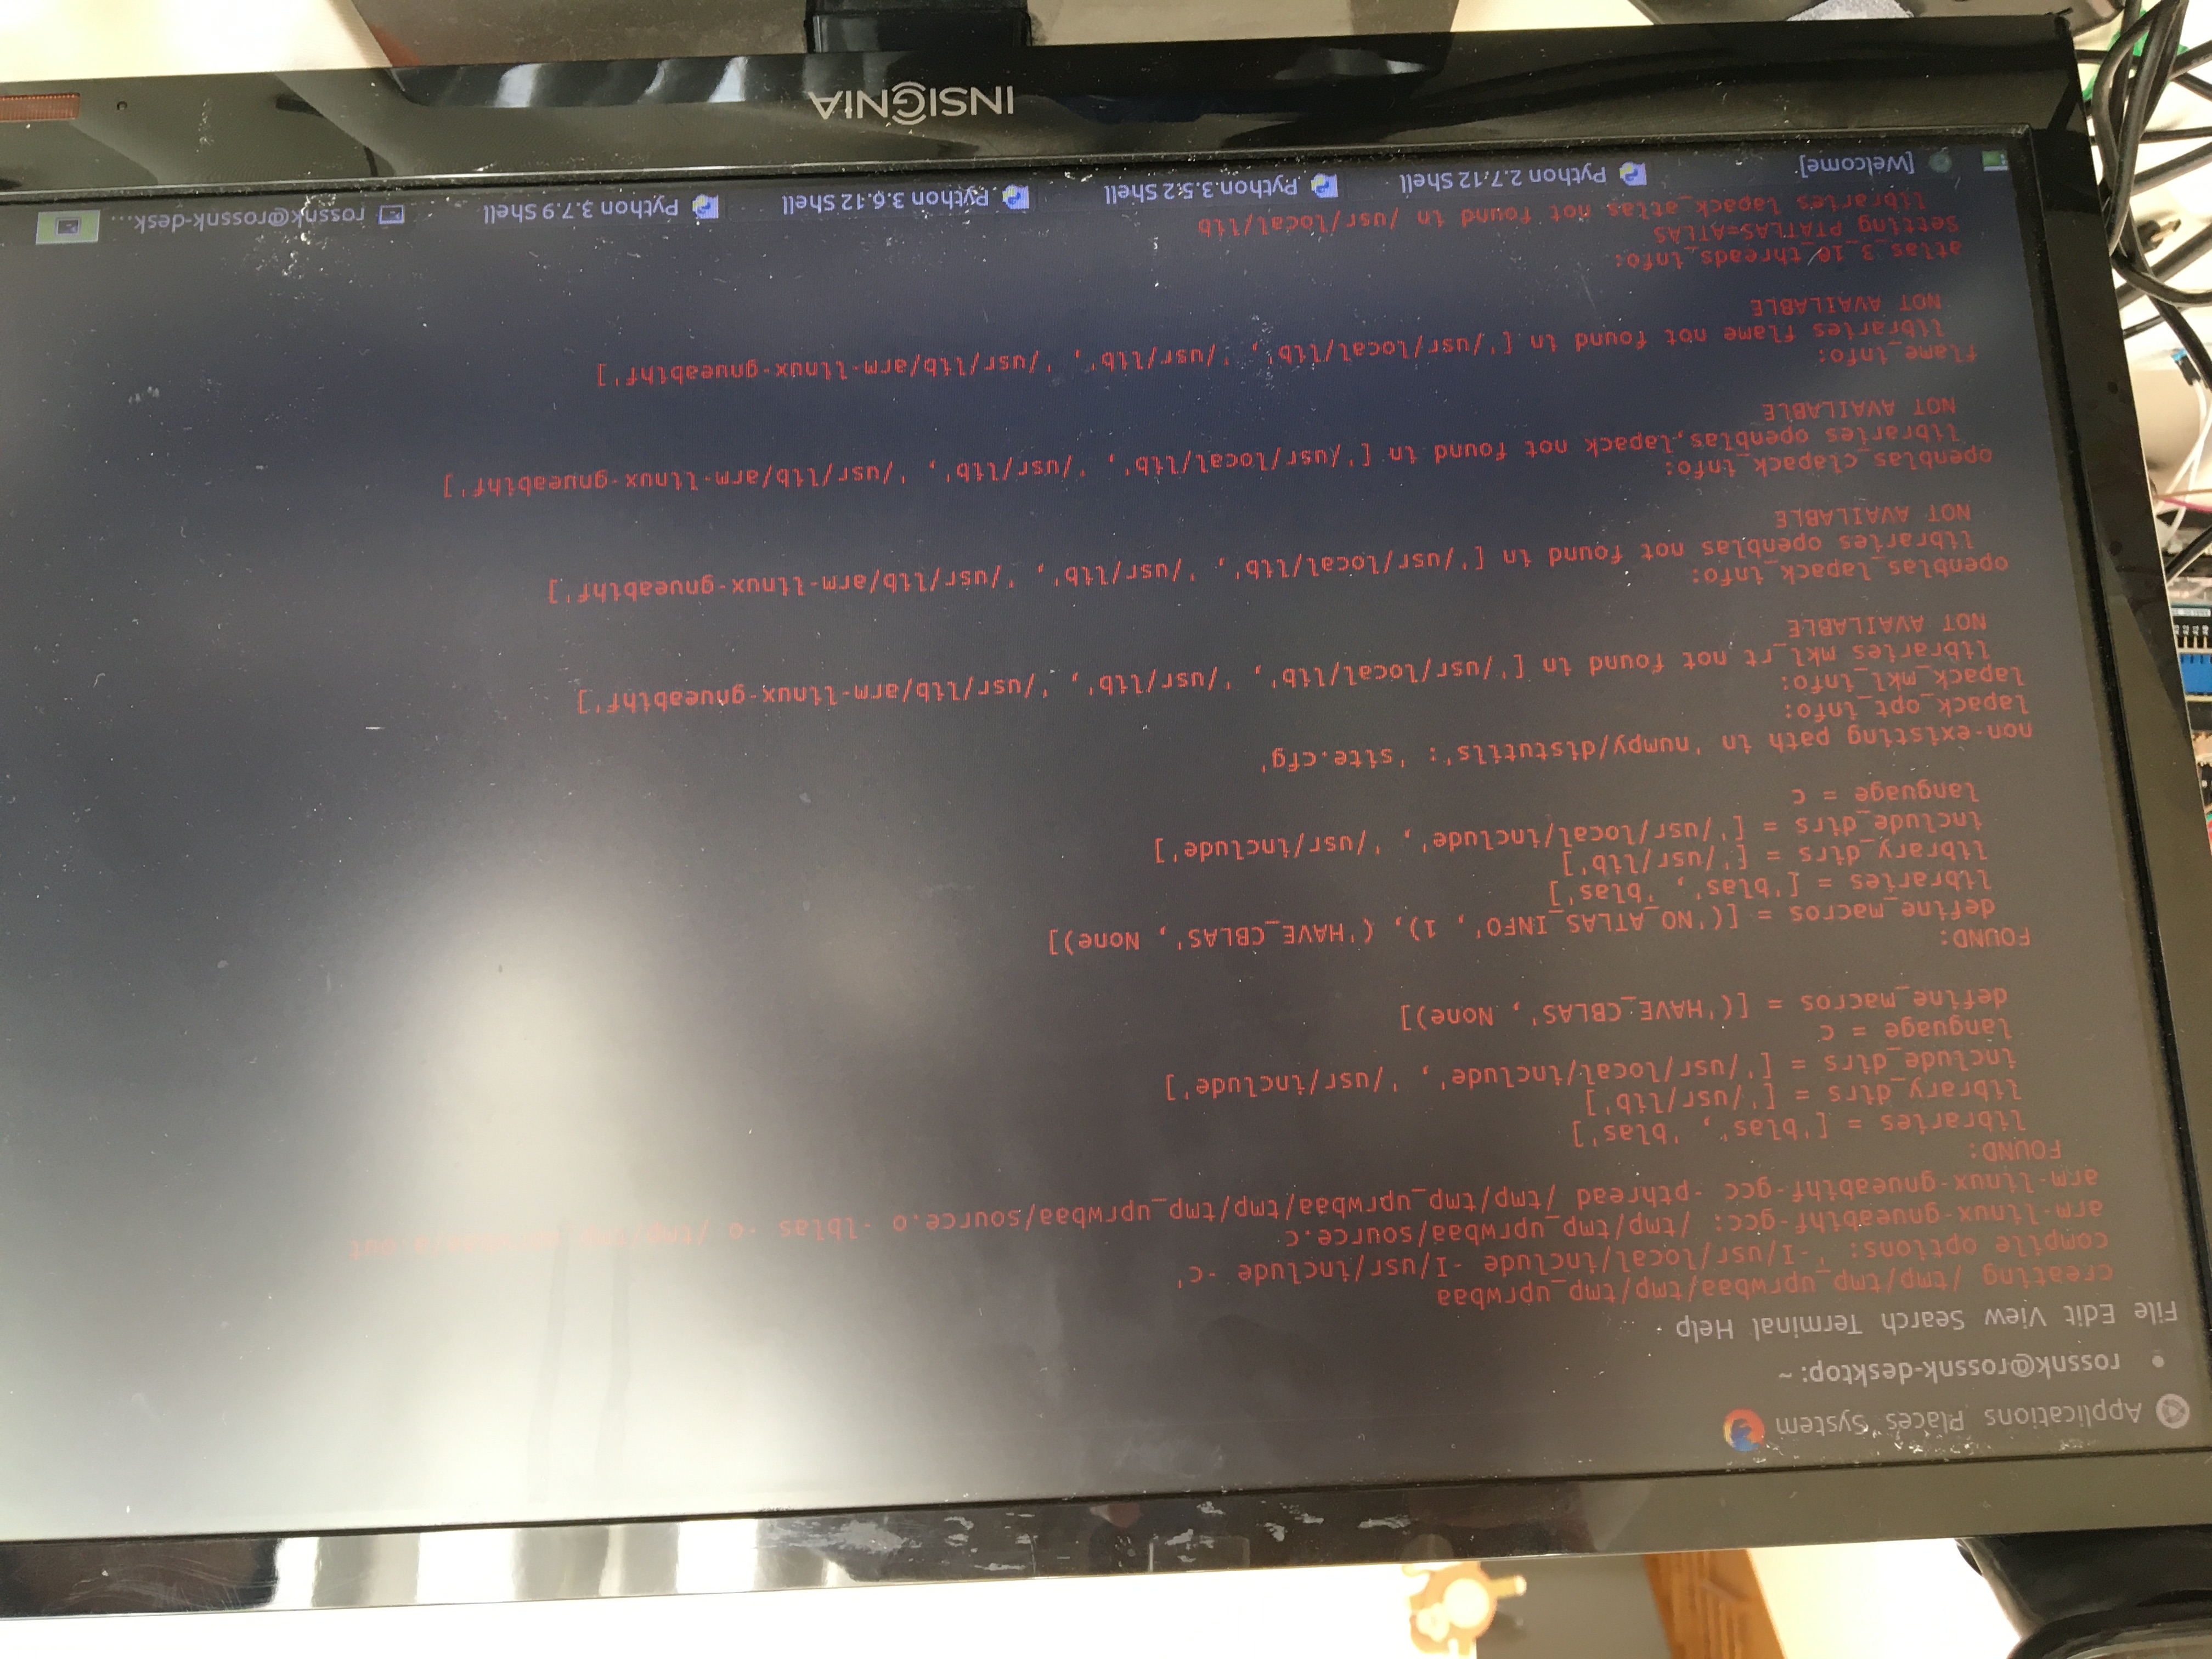 Applications Places System
rossnk@rossnk-desktop: ~
File Edit View Search Terminal Help
creating /tmp/tmp_uprwbaa/tmp/tmp_uprwbaa
compile options: '-I/usr/local/include -I/usr/include -c'
arm-linux-gnueabihf-gcc: /tmp/tmp_uprwbaa/source.c
arm-linux-gnueabihf-gcc -pthread /tmp/tmp_uprwbaa/tmp/tmp_uprwbaa/source.o -lblas -o /tmp/tmp_uprwbaa/a.out
FOUND:
libraries = ['blas', 'blas']
library_dirs = ['/usr/lib']
include_dirs = ['/usr/local/include', '/usr/include']
language = c
define_macros = [('HAVE_CBLAS', None)]
FOUND:
define_macros = [('NO_ATLAS_INFO', 1), ('HAVE_CBLAS', None)]
libraries = ['blas', 'blas']
library_dirs = ['/usr/lib']
include_dirs = ['/usr/local/include', '/usr/include']
language = c
non-existing path in 'numpy/distutils': 'site.cfg'
lapack_opt_info:
lapack_mkl_info:
libraries mkl_rt not found in ['/usr/local/lib', '/usr/lib', '/usr/lib/arm-linux-gnueabihf']
NOT AVAILABLE
openblas_lapack_info:
libraries openblas not found in ['/usr/local/lib', '/usr/lib', '/usr/lib/arm-linux-gnueabihf']
NOT AVAILABLE
openblas_clapack_info:
libraries openblas,lapack not found in ['/usr/local/lib', '/usr/lib', '/usr/lib/arm-linux-gnueabihf']
NOT AVAILABLE
flame_info:
libraries flame not found in ['/usr/local/lib', '/usr/lib', '/usr/lib/arm-linux-gnueabihf']
NOT AVAILABLE
atlas_3_10_threads_info:
Setting PTATLAS=ATLAS
libraries lapack_atlas not found in /usr/local/lib
[Welcome] Python 2.7.12 Shell Python 3.5.2 Shell Python 3.6.12 Shell Python 3.7.9 Shell rossnk@rossnk-desk...
INSIGNIA